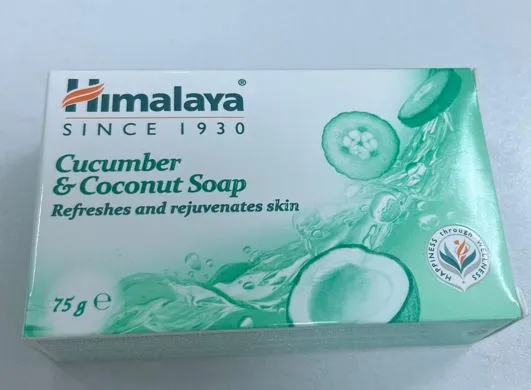 Himalaya®
SINCE 1930
Cucumber
& Coconut Soap
Refreshes and rejuvenates skin
HAPPINESS through WELLNESS
75 g ℮